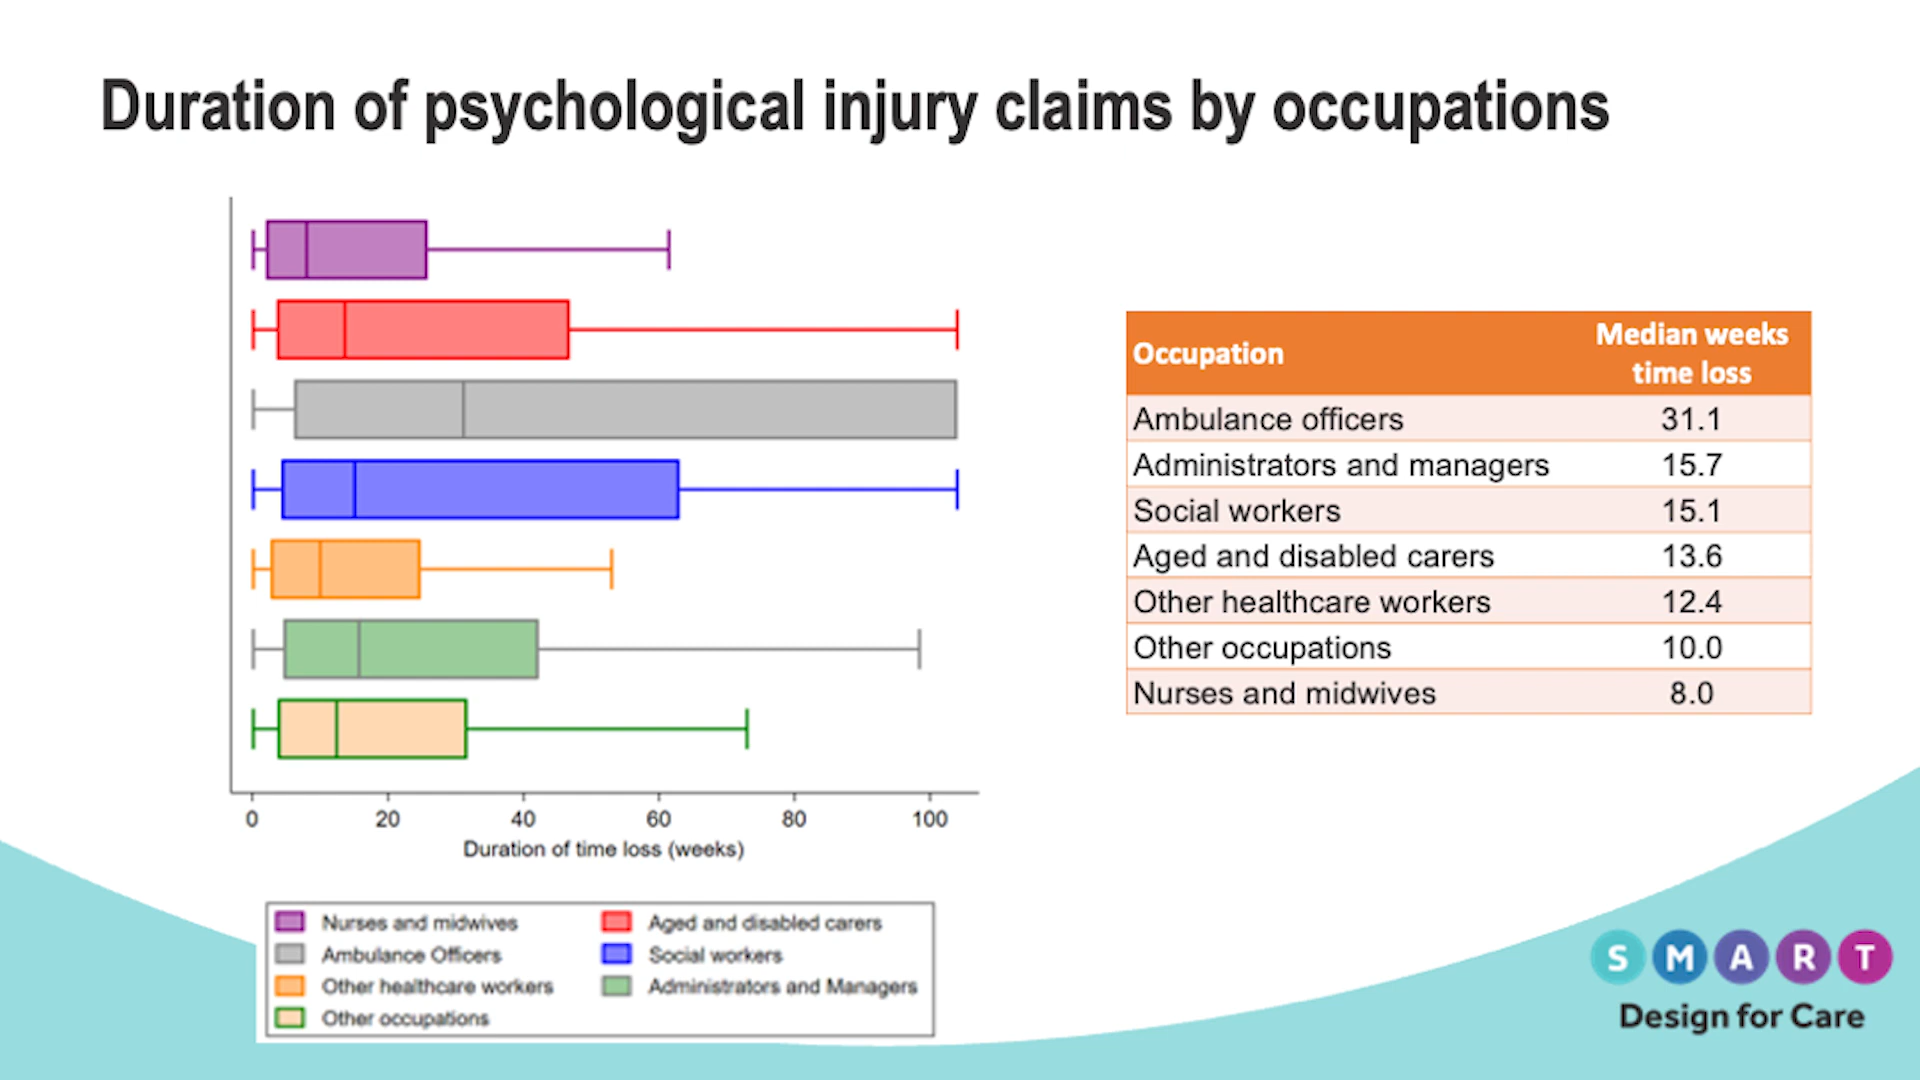 Duration of psychological injury claims by occupations
0 20 40 60 80 100
Duration of time loss (weeks)
Nurses and midwives Aged and disabled carers
Ambulance Officers Social workers
Other healthcare workers Administrators and Managers
Other occupations
Occupation Median weeks
time loss
Ambulance officers 31.1
Administrators and managers 15.7
Social workers 15.1
Aged and disabled carers 13.6
Other healthcare workers 12.4
Other occupations 10.0
Nurses and midwives 8.0
SMART
Design for Care